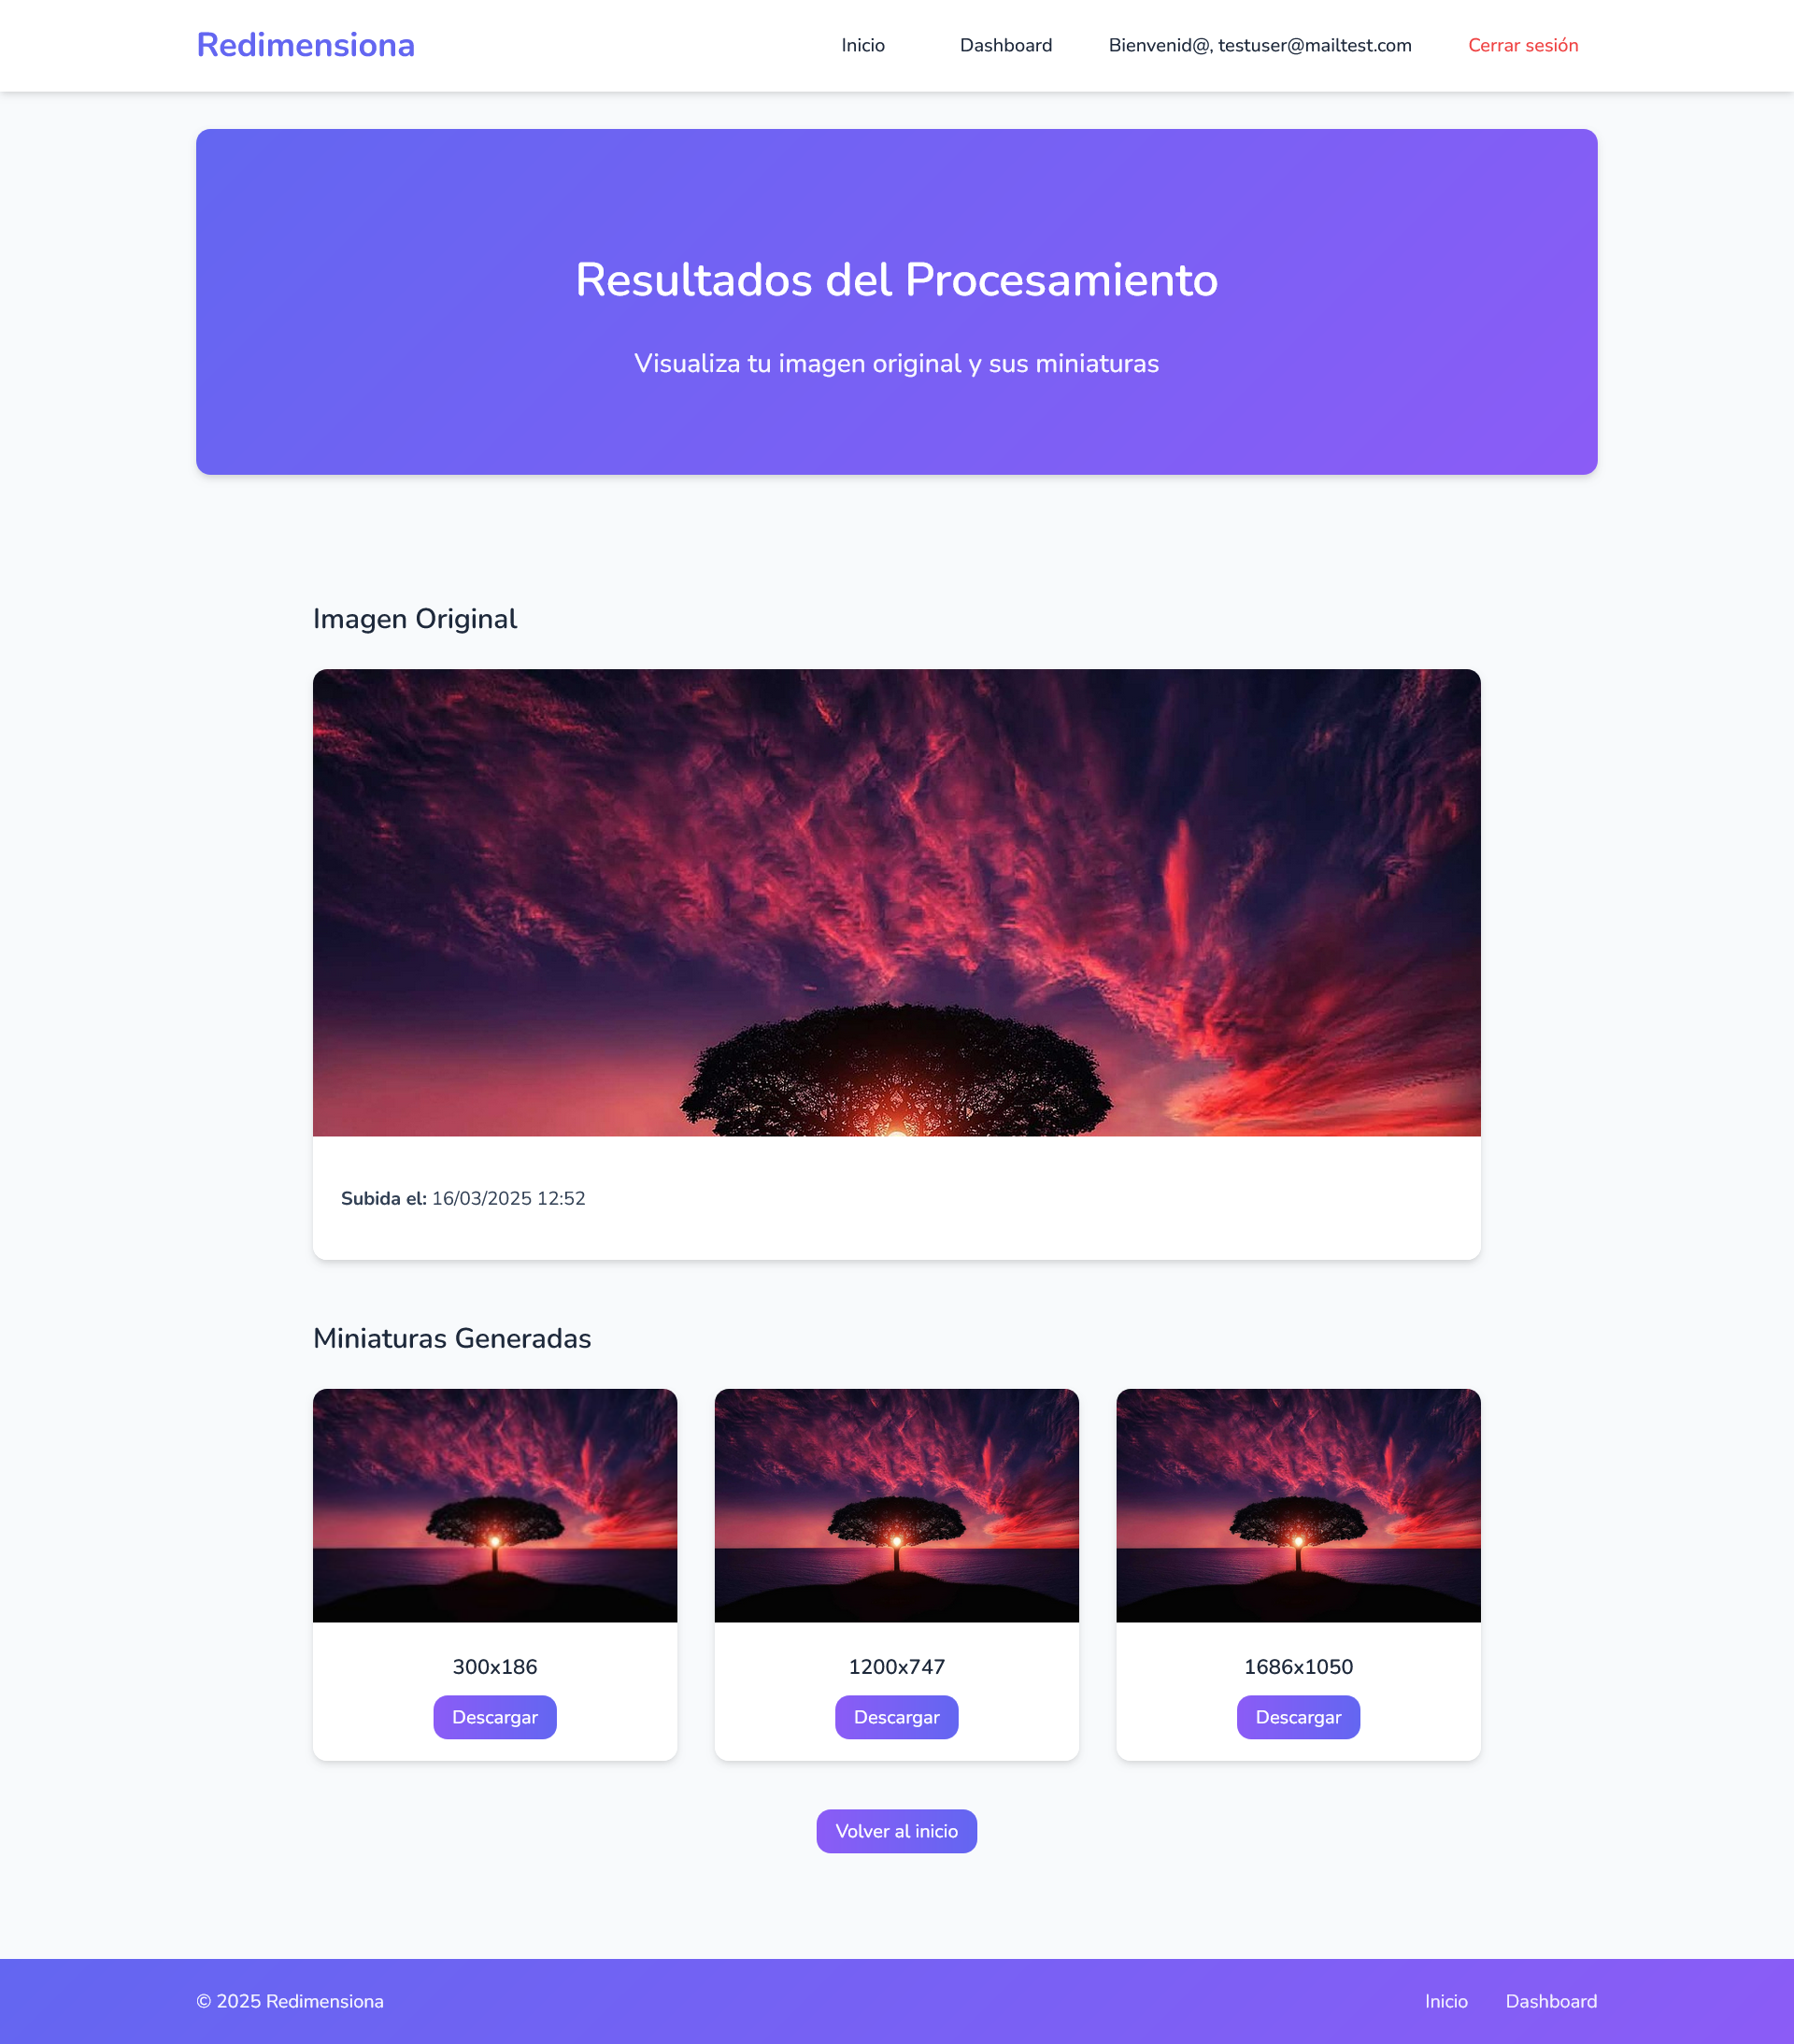 Redimensiona
Inicio
Dashboard
Bienvenid@, testuser@mailtest.com
Cerrar sesión
Resultados del Procesamiento
Visualiza tu imagen original y sus miniaturas
Imagen Original
Subida el: 16/03/2025 12:52
Miniaturas Generadas
300x186
Descargar
1200x747
Descargar
1686x1050
Descargar
Volver al inicio
© 2025 Redimensiona
Inicio
Dashboard